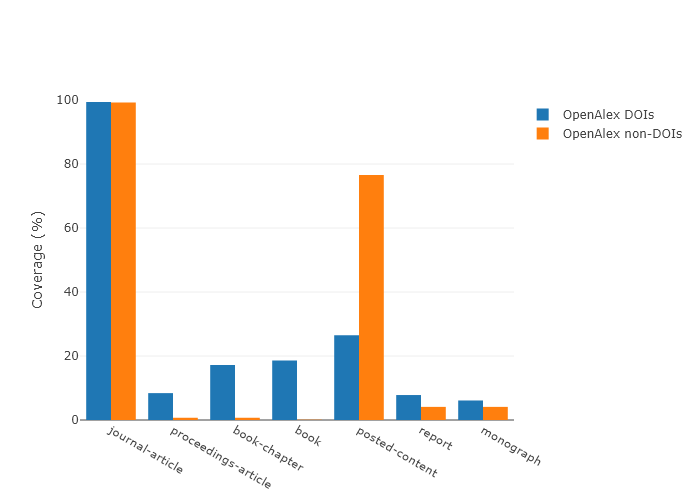 100
80
60
40
20
0
Coverage (%)
journal-article
proceedings-article
book-chapter
book
posted-content
report
monograph
OpenAlex DOIs
OpenAlex non-DOIs